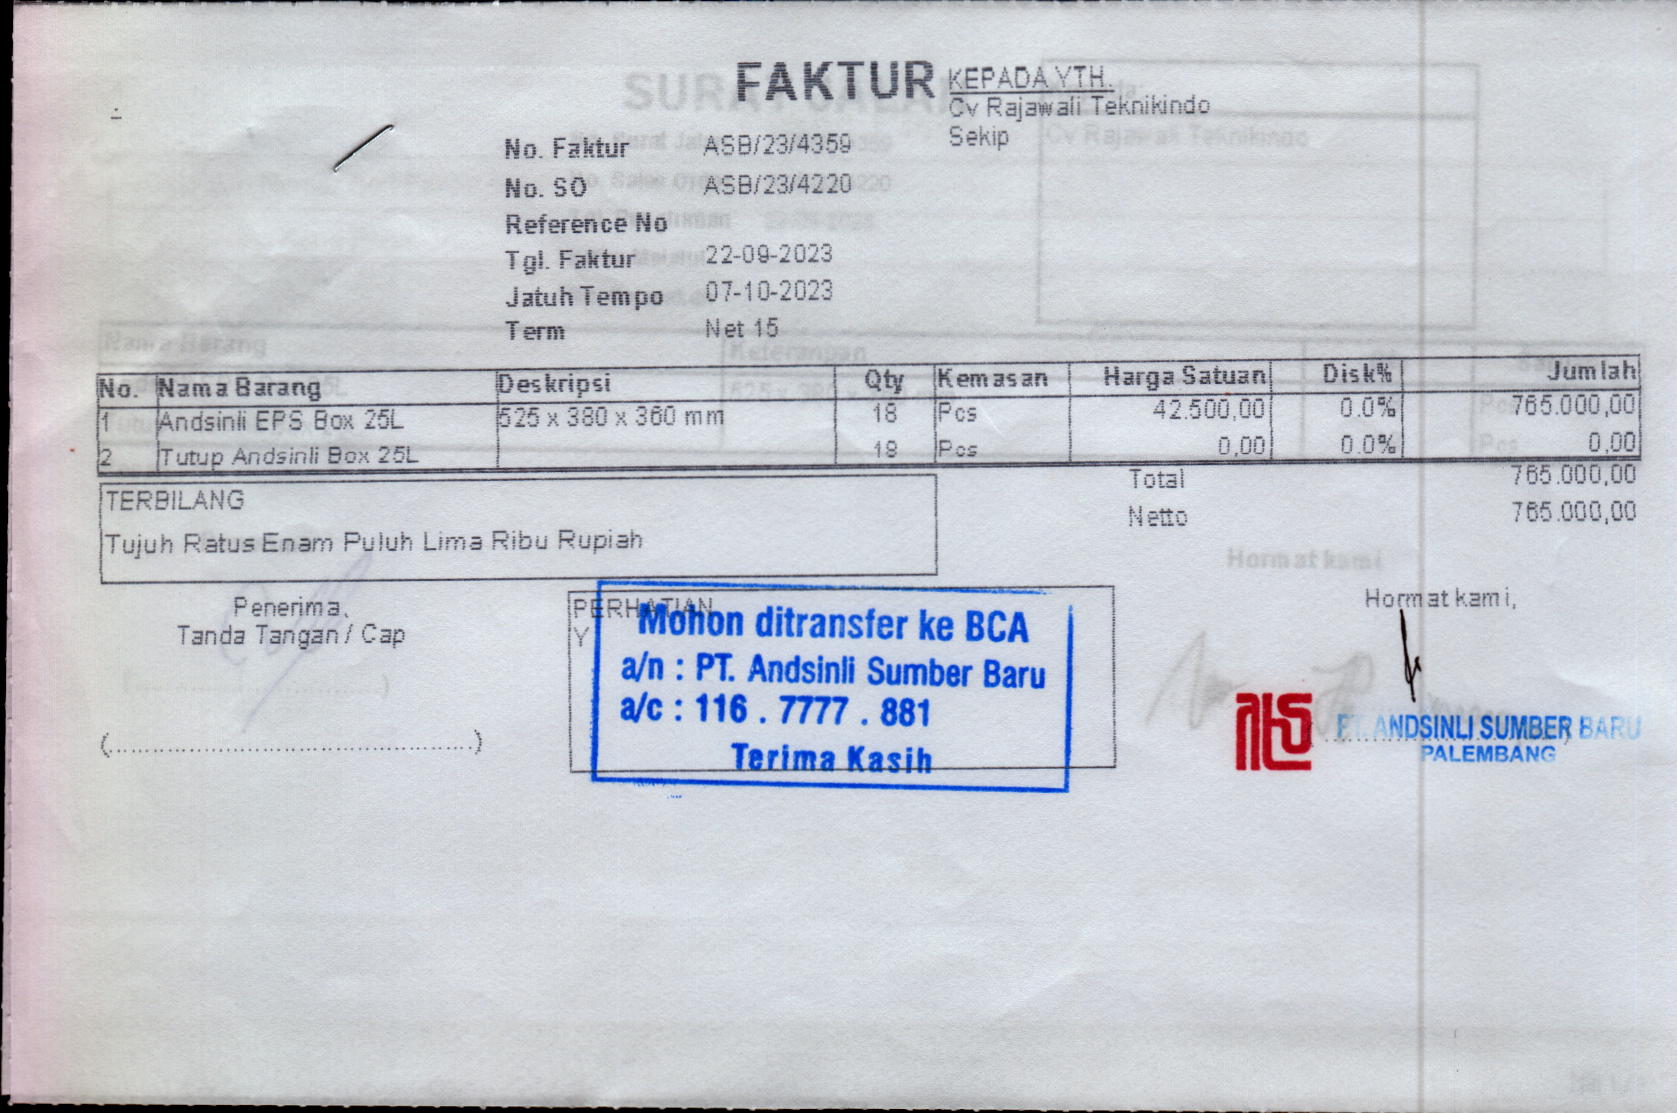 FAKTUR
KEPADA YTH.
Cv Rajawali Teknikindo
Sekip
No. Faktur ASB/23/4359
No. SO ASB/23/4220
Reference No
Tgl. Faktur 22-09-2023
Jatuh Tempo 07-10-2023
Term Net 15
No. Nama Barang Deskripsi Qty Kemasan Harga Satuan Disk% Jumlah
1 Andsinli EPS Box 25L 525 x 380 x 360 mm 18 Pcs 42.500,00 0.0% 765.000,00
2 Tutup Andsinli Box 25L 18 Pcs 0,00 0.0% 0,00
Total 765.000,00
Netto 765.000,00
TERBILANG
Tujuh Ratus Enam Puluh Lima Ribu Rupiah
Penerima,
Tanda Tangan / Cap
(..........................................................)
PERHATIAN
Y
Mohon ditransfer ke BCA
a/n : PT. Andsinli Sumber Baru
a/c : 116 . 7777 . 881
Terima Kasih
Hormat kami,
PT. ANDSINLI SUMBER BARU
PALEMBANG